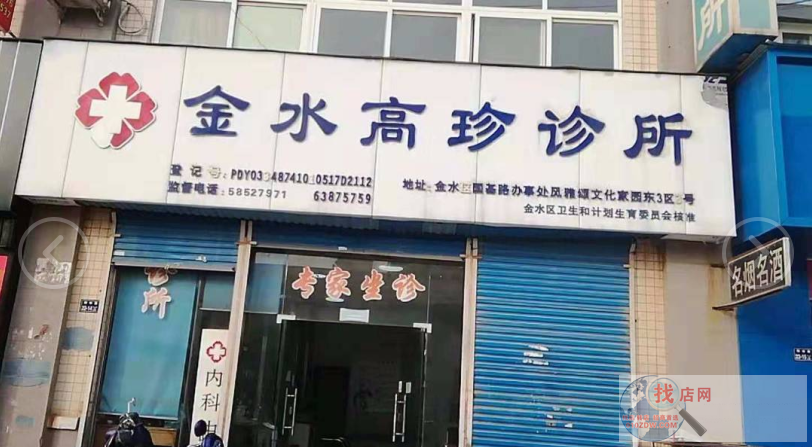 所
金水高珍诊所
登记号:PDY03
487410
10517D2112
监督电话:58527971 63875759
地址:金水区国基路办事处风雅颂文化家园东3区
号
金水区卫生和计划生育委员会核准
名烟名酒
诊所
专家坐诊
内科
找店网